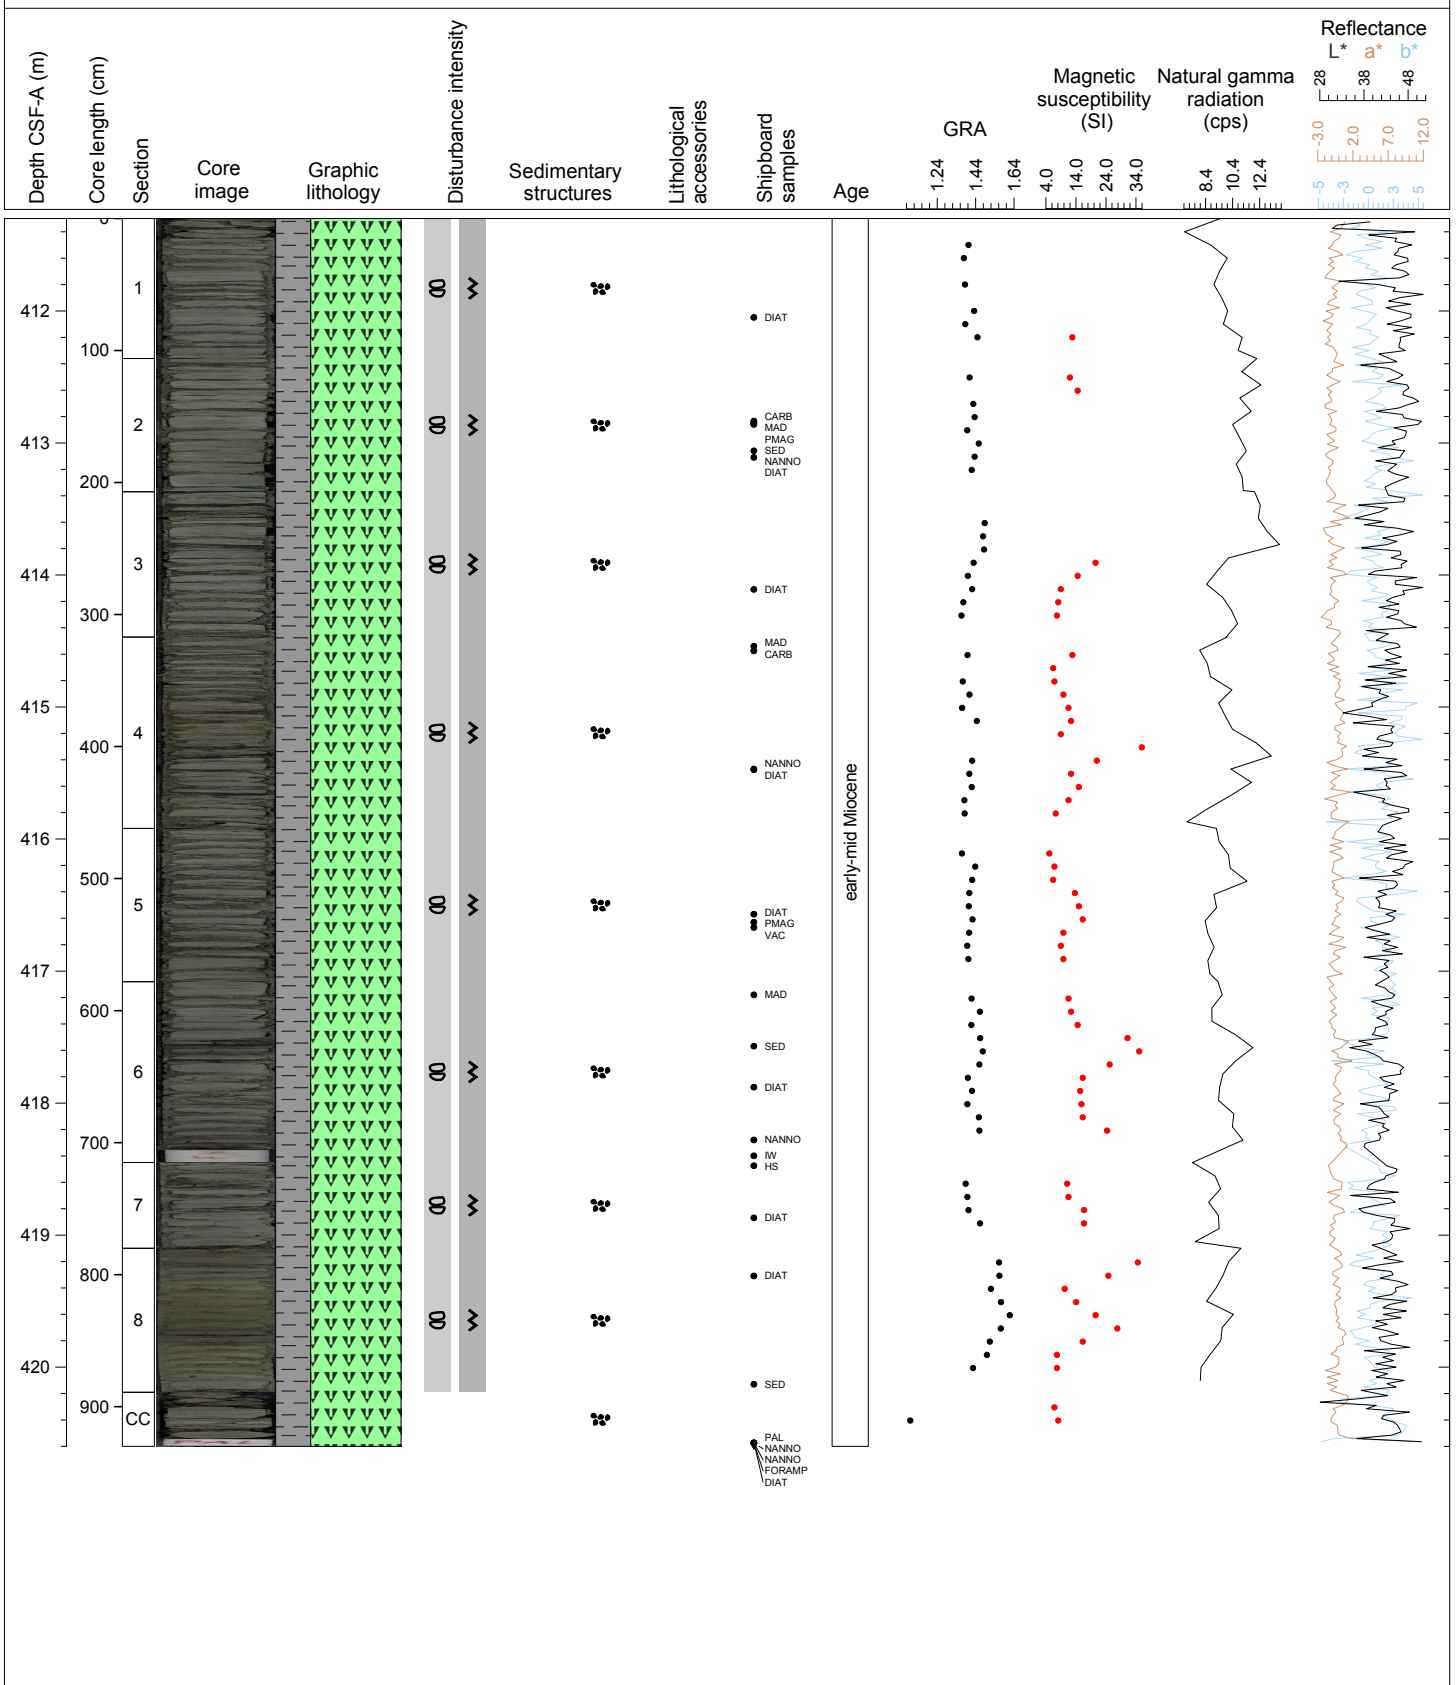 Depth CSF-A (m)
Core length (cm)
Section
Core
image
Graphic
lithology
Disturbance intensity
Sedimentary
structures
Lithological
accessories
Shipboard
samples
Age
GRA
1.24 1.44 1.64
Magnetic
susceptibility
(SI)
4.0 14.0 24.0 34.0
Natural gamma
radiation
(cps)
8.4 10.4 12.4
Reflectance
L* a* b*
28 38 48
-3.0 2.0 7.0 12.0
-5 -3 0 3 5
412
413
414
415
416
417
418
419
420
0
100
200
300
400
500
600
700
800
900
1
2
3
4
5
6
7
8
CC
DIAT
CARB
MAD
PMAG
SED
NANNO
DIAT
DIAT
MAD
CARB
NANNO
DIAT
DIAT
PMAG
VAC
MAD
SED
DIAT
NANNO
IW
HS
DIAT
DIAT
SED
PAL
NANNO
NANNO
FORAMP
DIAT
early-mid Miocene